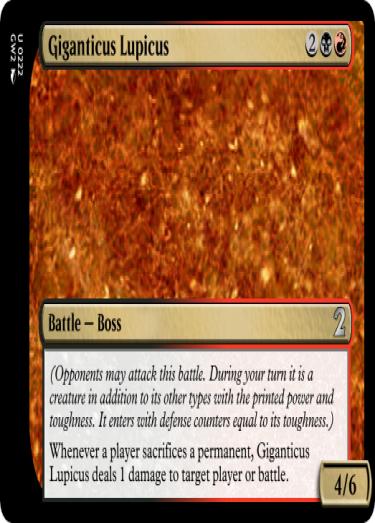 Giganticus Lupicus 2
Battle – Boss 2
(Opponents may attack this battle. During your turn it is a
creature in addition to its other types with the printed power and
toughness. It enters with defense counters equal to its toughness.)
Whenever a player sacrifices a permanent, Giganticus
Lupicus deals 1 damage to target player or battle.
4/6
U 0222
GW2